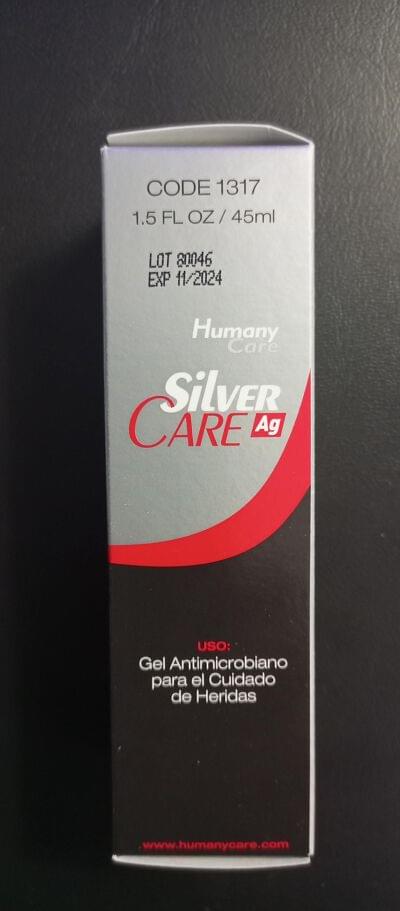 CODE 1317
1.5 FL OZ / 45ml
LOT 80046
EXP 11/2024
Humany
Care
SilVER
CARE Ag
USO:
Gel Antimicrobiano
para el Cuidado
de Heridas
www.humanycare.com